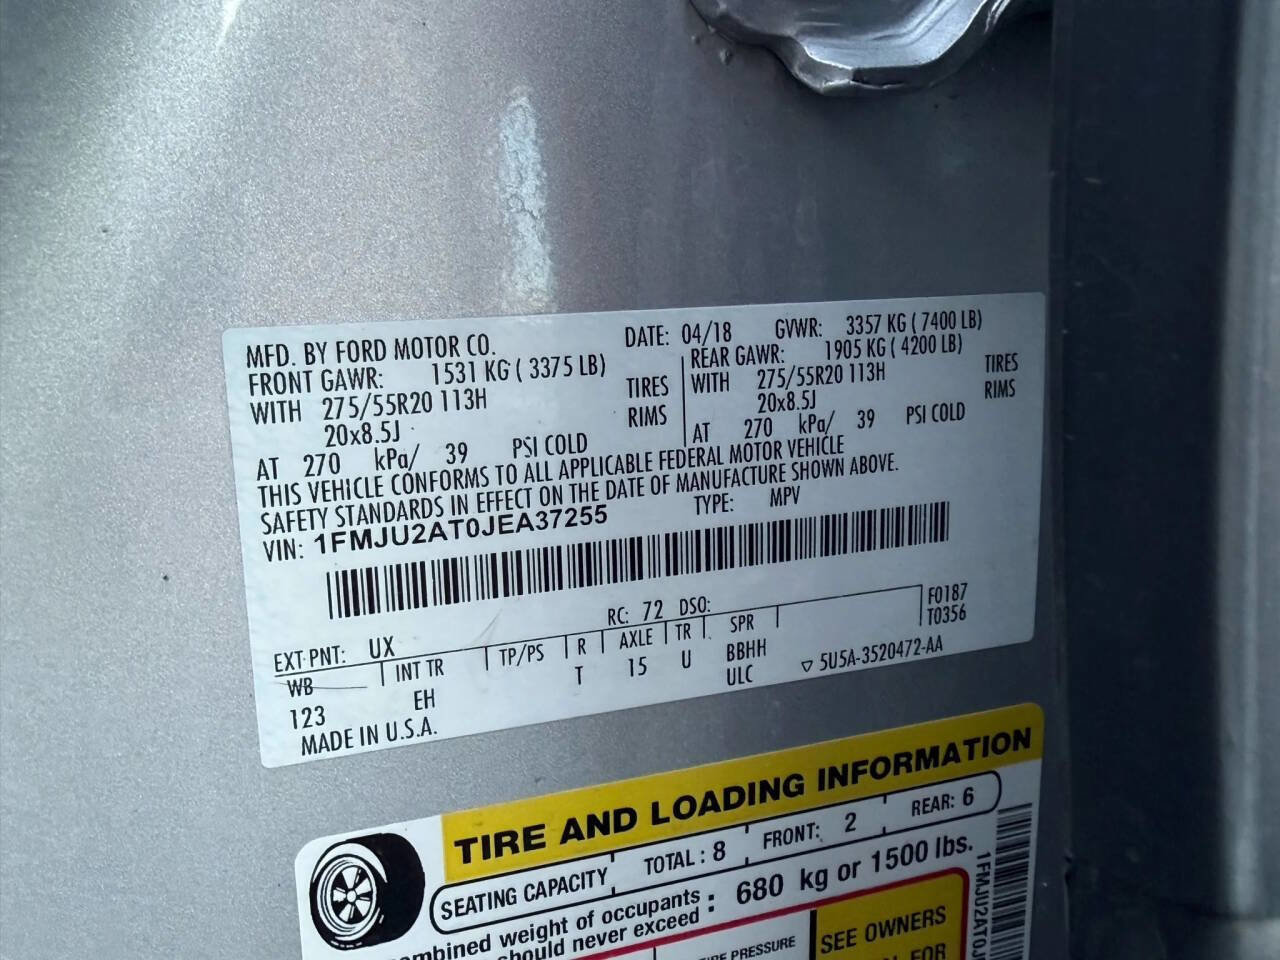 MFD. BY FORD MOTOR CO. DATE: 04/18 GVWR: 3357 KG ( 7400 LB)
FRONT GAWR: 1531 KG ( 3375 LB) REAR GAWR: 1905 KG ( 4200 LB)
WITH 275/55R20 113H TIRES WITH 275/55R20 113H TIRES
20x8.5J RIMS 20x8.5J RIMS
AT 270 kPa/ 39 PSI COLD AT 270 kPa/ 39 PSI COLD
THIS VEHICLE CONFORMS TO ALL APPLICABLE FEDERAL MOTOR VEHICLE
SAFETY STANDARDS IN EFFECT ON THE DATE OF MANUFACTURE SHOWN ABOVE.
VIN: 1FMJU2AT0JEA37255 TYPE: MPV
EXT PNT: UX RC: 72 DSO: F0187
WB INT TR TP/PS R AXLE TR SPR T0356
123 EH T 15 U BBHH
ULC ▽ 5U5A-3520472-AA
MADE IN U.S.A.
TIRE AND LOADING INFORMATION
SEATING CAPACITY TOTAL : 8 FRONT: 2 REAR: 6
weight of occupants : 680 kg or 1500 lbs.
should never exceed
PRESSURE
SEE OWNERS
FOR
1FMJU2AT0J